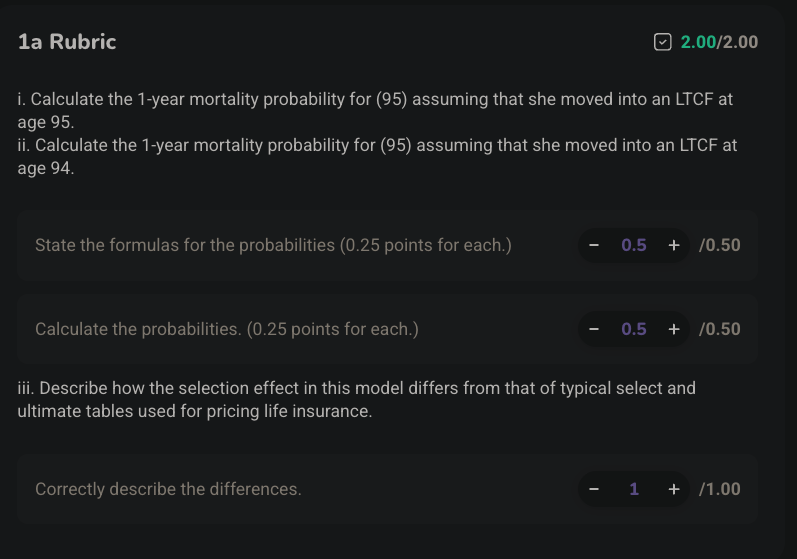 1a Rubric
2.00/2.00
i. Calculate the 1-year mortality probability for (95) assuming that she moved into an LTCF at
age 95.
ii. Calculate the 1-year mortality probability for (95) assuming that she moved into an LTCF at
age 94.
State the formulas for the probabilities (0.25 points for each.)
− 0.5 + /0.50
Calculate the probabilities. (0.25 points for each.)
− 0.5 + /0.50
iii. Describe how the selection effect in this model differs from that of typical select and
ultimate tables used for pricing life insurance.
Correctly describe the differences.
− 1 + /1.00